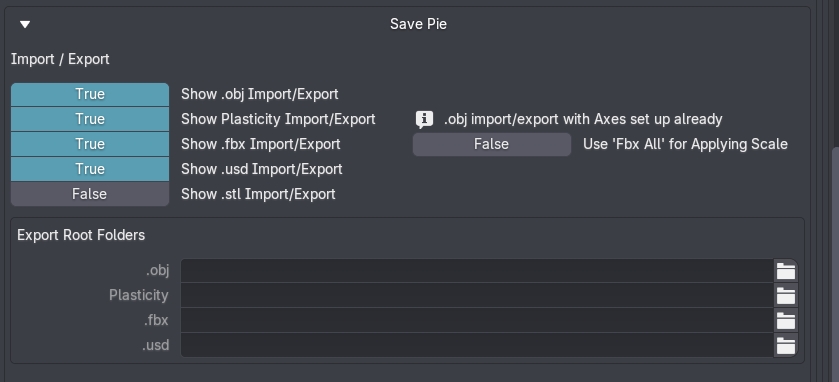 Save Pie
Import / Export
True Show .obj Import/Export
True Show Plasticity Import/Export .obj import/export with Axes set up already
True Show .fbx Import/Export False Use 'Fbx All' for Applying Scale
True Show .usd Import/Export
False Show .stl Import/Export
Export Root Folders
.obj
Plasticity
.fbx
.usd